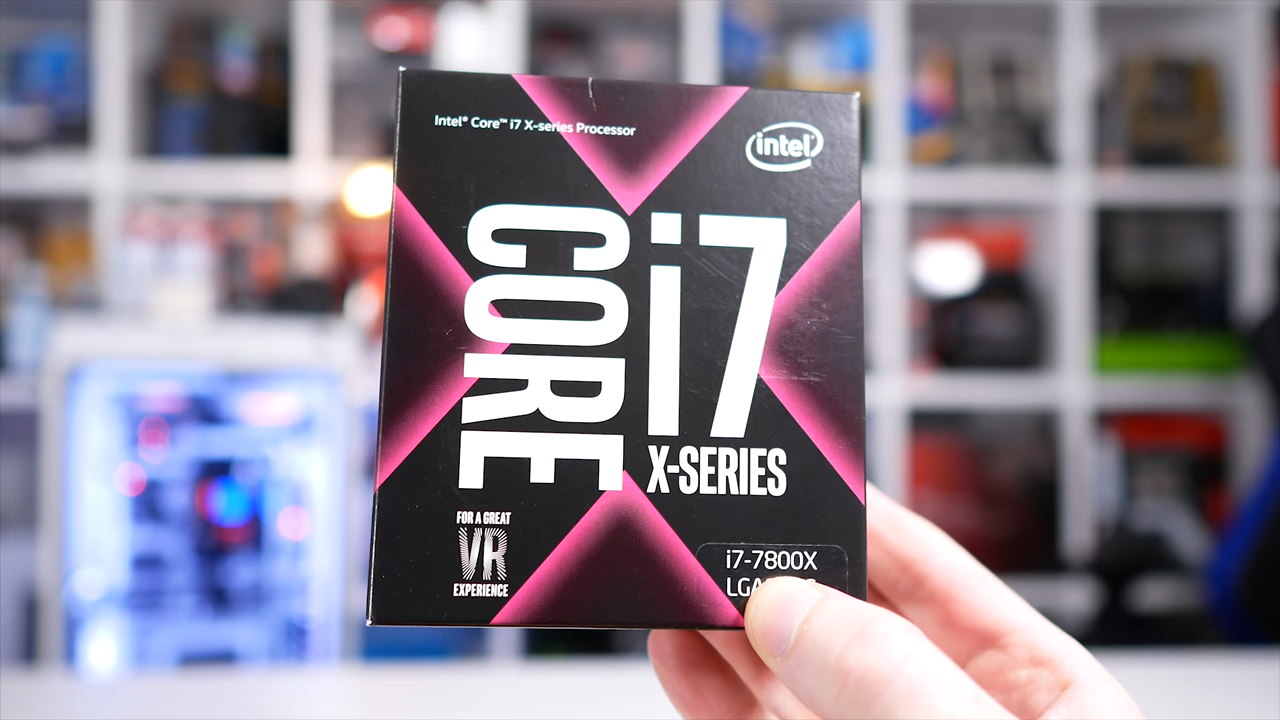 Intel® Core™ i7 X-series Processor
intel
CORE
i7
X-SERIES
FOR A GREAT
VR
EXPERIENCE
i7-7800X